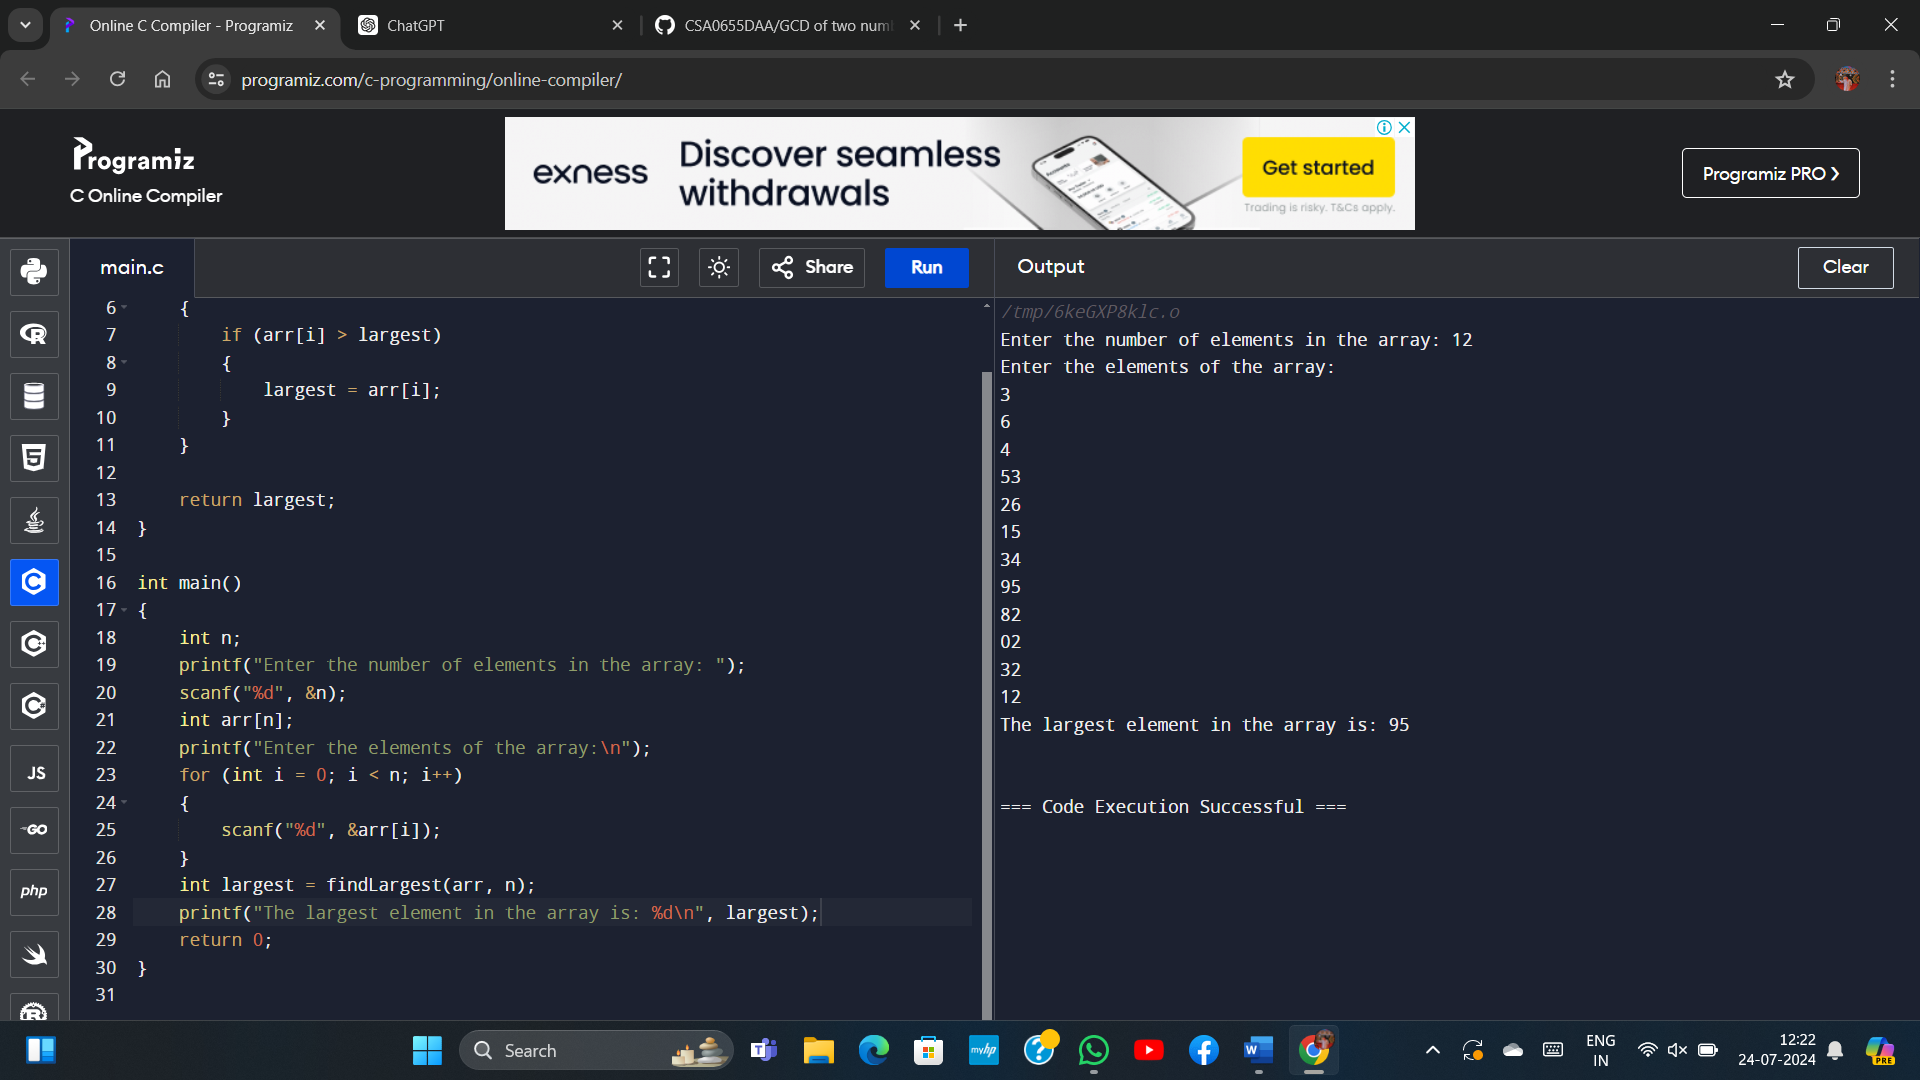 Online C Compiler - Programiz
ChatGPT
CSA0655DAA/GCD of two num
programiz.com/c-programming/online-compiler/
Programiz
C Online Compiler
exness
Discover seamless
withdrawals
Get started
Trading is risky. T&Cs apply.
Programiz PRO ❯
main.c
Share
Run
Output
Clear
6 {
7 if (arr[i] > largest)
8 {
9 largest = arr[i];
10 }
11 }
12
13 return largest;
14 }
15
16 int main()
17 {
18 int n;
19 printf("Enter the number of elements in the array: ");
20 scanf("%d", &n);
21 int arr[n];
22 printf("Enter the elements of the array:\n");
23 for (int i = 0; i < n; i++)
24 {
25 scanf("%d", &arr[i]);
26 }
27 int largest = findLargest(arr, n);
28 printf("The largest element in the array is: %d\n", largest);
29 return 0;
30 }
31
/tmp/6keGXP8klc.o
Enter the number of elements in the array: 12
Enter the elements of the array:
3
6
4
53
26
15
34
95
82
02
32
12
The largest element in the array is: 95
=== Code Execution Successful ===
R
5
C
C
C
JS
GO
php
R
Search
T
myhp
?
W
ENG
IN
12:22
24-07-2024
PRE